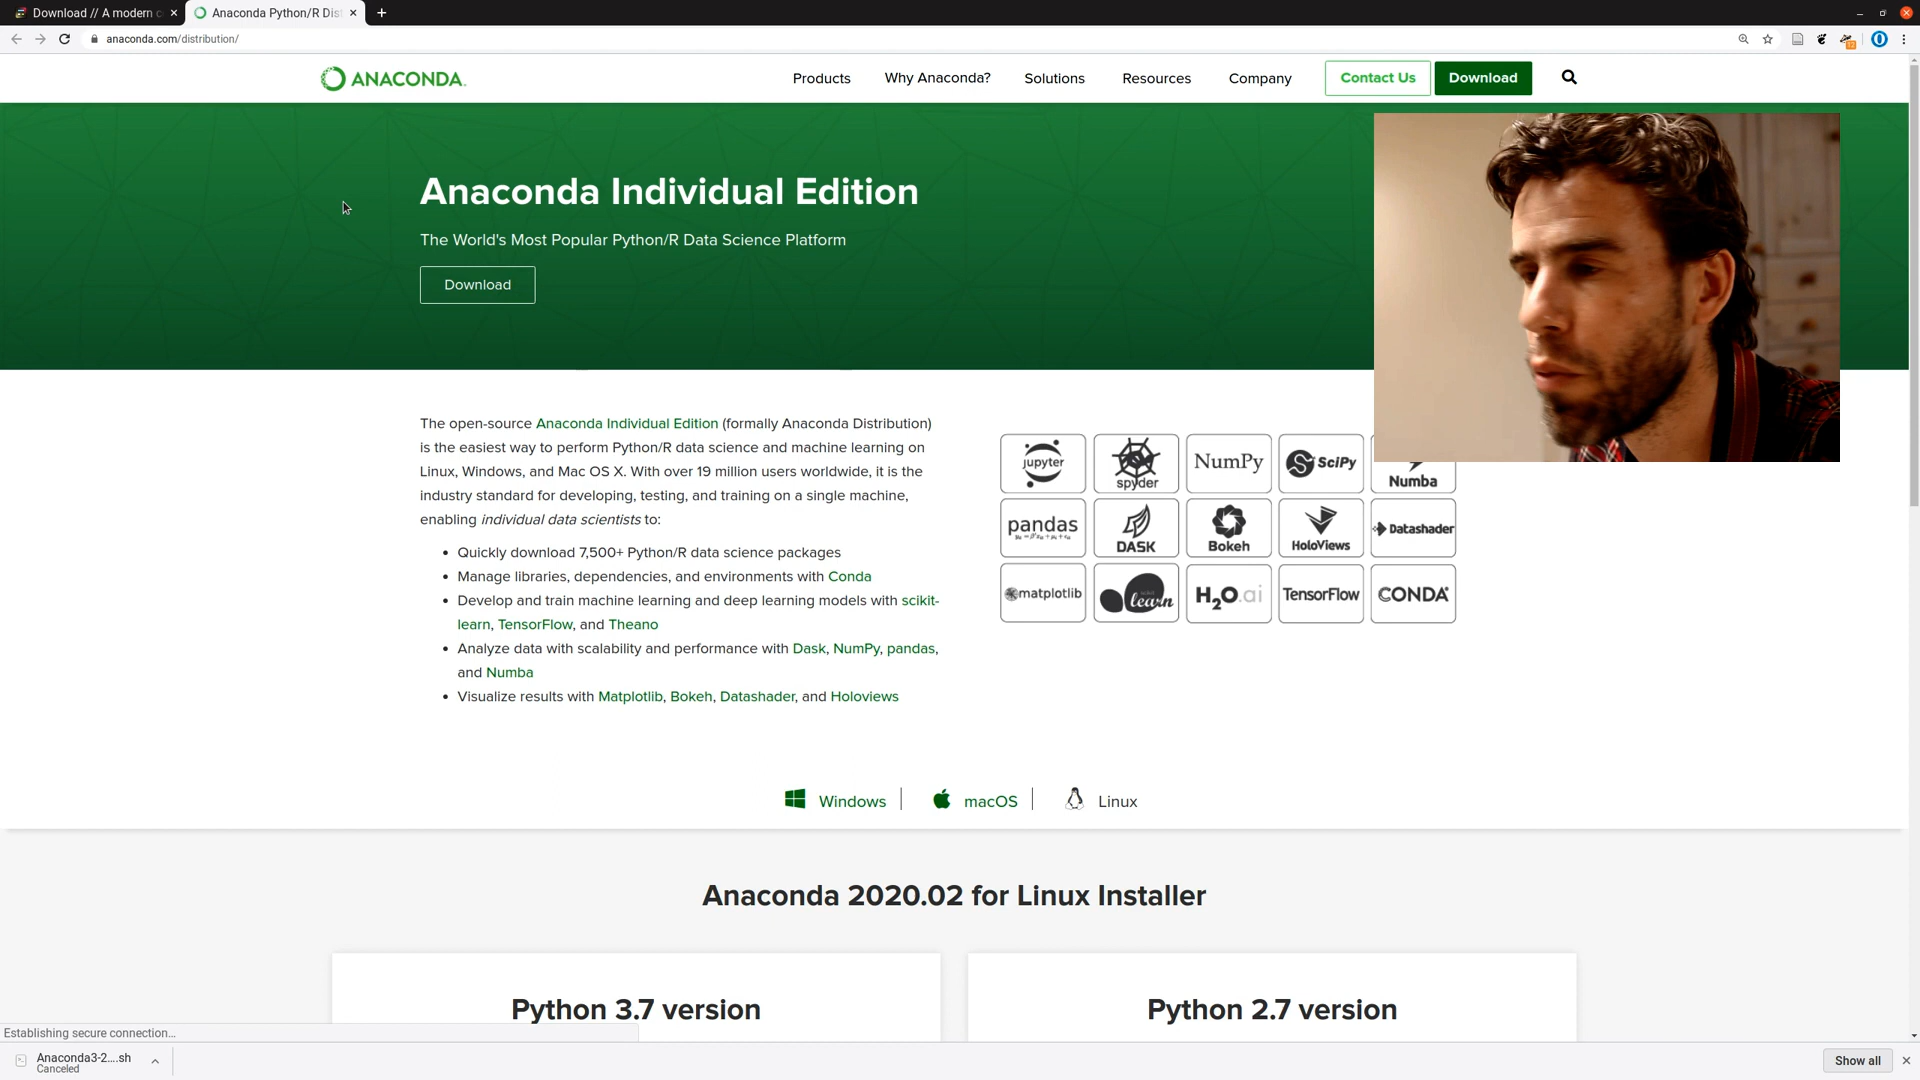 Download // A modern c
Anaconda Python/R Dist
anaconda.com/distribution/
ANACONDA.
Products
Why Anaconda?
Solutions
Resources
Company
Contact Us
Download
Anaconda Individual Edition
The World's Most Popular Python/R Data Science Platform
Download
The open-source Anaconda Individual Edition (formally Anaconda Distribution)
is the easiest way to perform Python/R data science and machine learning on
Linux, Windows, and Mac OS X. With over 19 million users worldwide, it is the
industry standard for developing, testing, and training on a single machine,
enabling individual data scientists to:
• Quickly download 7,500+ Python/R data science packages
• Manage libraries, dependencies, and environments with Conda
• Develop and train machine learning and deep learning models with scikit-
learn, TensorFlow, and Theano
• Analyze data with scalability and performance with Dask, NumPy, pandas,
and Numba
• Visualize results with Matplotlib, Bokeh, Datashader, and Holoviews
jupyter
spyder
NumPy
SciPy
Numba
pandas
DASK
Bokeh
HoloViews
Datashader
matplotlib
scikit learn
H2O.ai
TensorFlow
CONDA
Windows
macOS
Linux
Anaconda 2020.02 for Linux Installer
Python 3.7 version
Python 2.7 version
Establishing secure connection...
Anaconda3-2....sh
Canceled
Show all